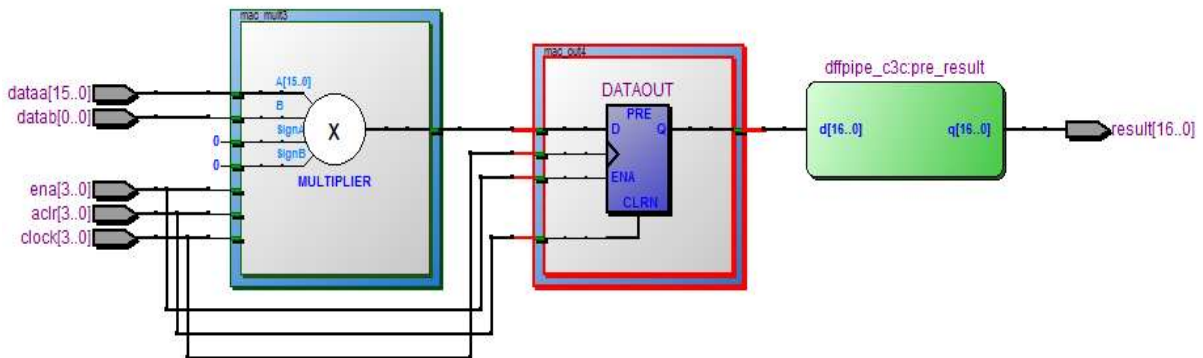 mac_mult3
mac_out4
dffpipe_c3c:pre_result
dataa[15..0]
datab[0..0]
ena[3..0]
aclr[3..0]
clock[3..0]
A[15..0]
B
SignA
SignB
0
0
X
MULTIPLIER
DATAOUT
PRE
D
Q
ENA
CLRN
d[16..0]
q[16..0]
result[16..0]